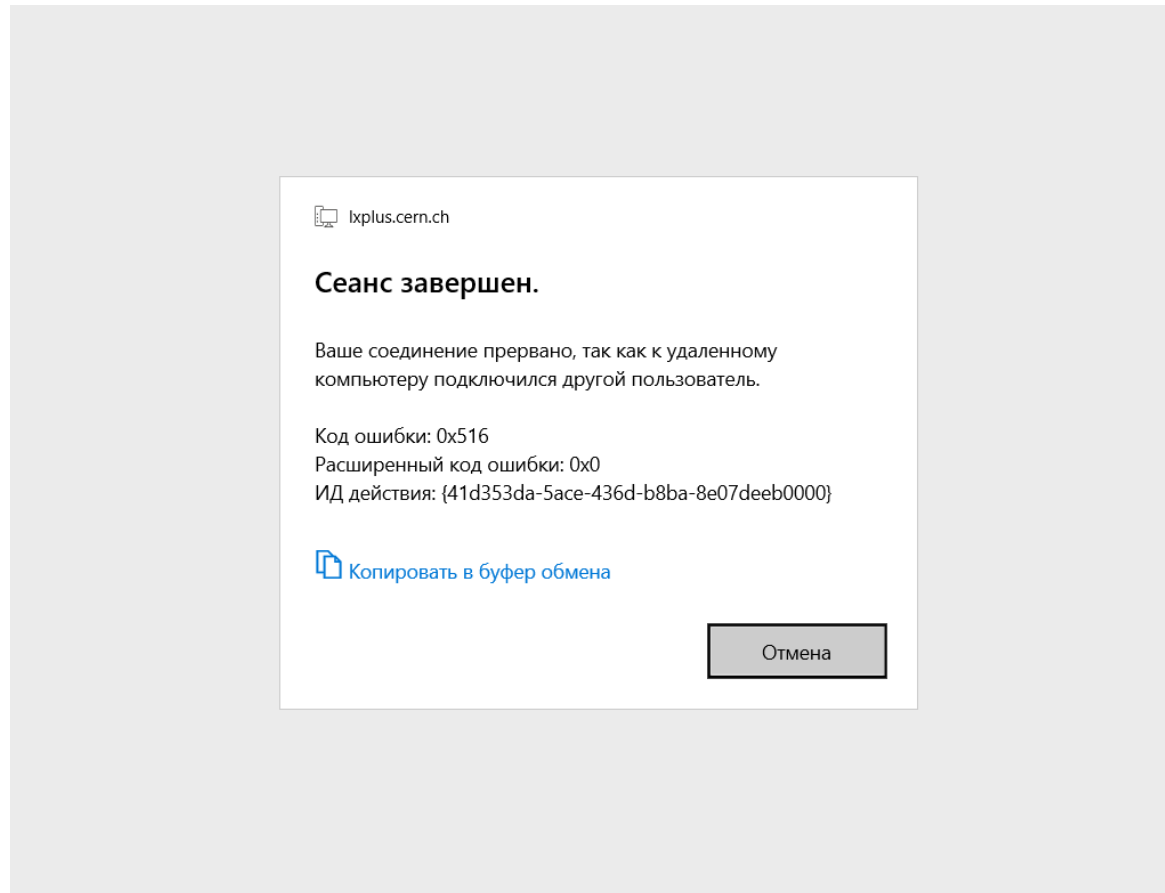 lxplus.cern.ch
Сеанс завершен.
Ваше соединение прервано, так как к удаленному
компьютеру подключился другой пользователь.
Код ошибки: 0x516
Расширенный код ошибки: 0x0
ИД действия: {41d353da-5ace-436d-b8ba-8e07deeb0000}
Копировать в буфер обмена
Отмена